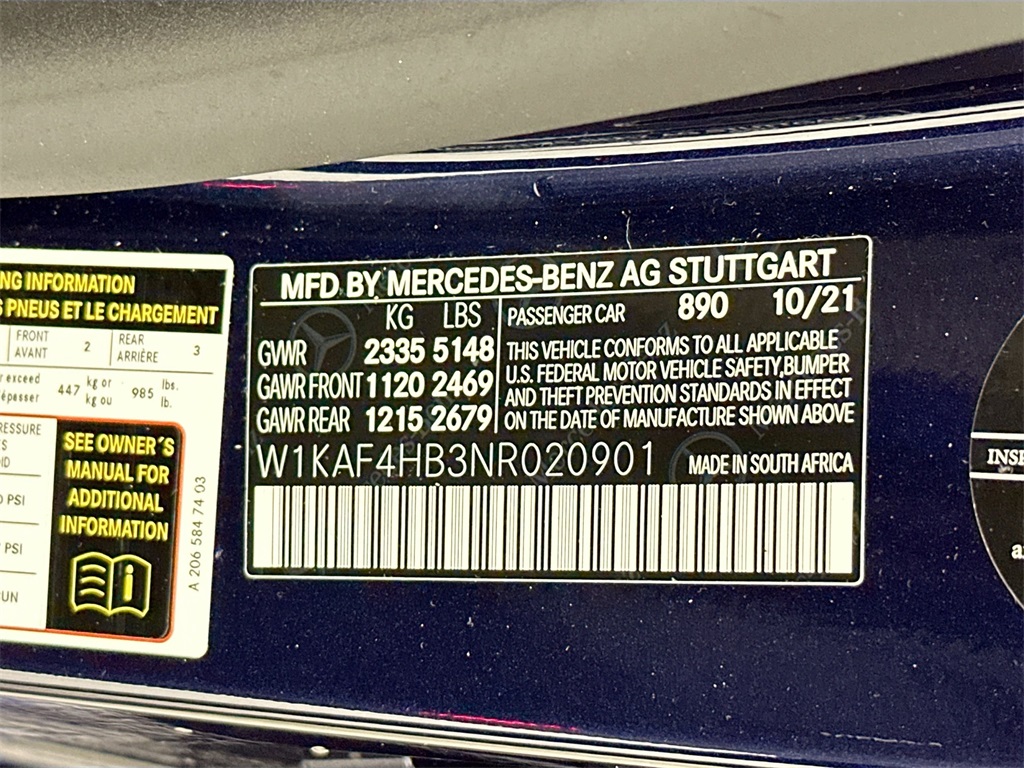 NG INFORMATION
S PNEUS ET LE CHARGEMENT
FRONT
AVANT
2
REAR
ARRIÈRE
3
r exceed
447 kg or 985 lbs.
dépasser
kg ou lb.
RESSURE
SEE OWNER´S
MANUAL FOR
ADDITIONAL
INFORMATION
PSI
PSI
A 206 584 74 03
MFD BY MERCEDES-BENZ AG STUTTGART
KG LBS
GVWR 2335 5148
GAWR FRONT 1120 2469
GAWR REAR 1215 2679
PASSENGER CAR 890 10/21
THIS VEHICLE CONFORMS TO ALL APPLICABLE
U.S. FEDERAL MOTOR VEHICLE SAFETY,BUMPER
AND THEFT PREVENTION STANDARDS IN EFFECT
ON THE DATE OF MANUFACTURE SHOWN ABOVE
W1KAF4HB3NR020901 MADE IN SOUTH AFRICA
INSP